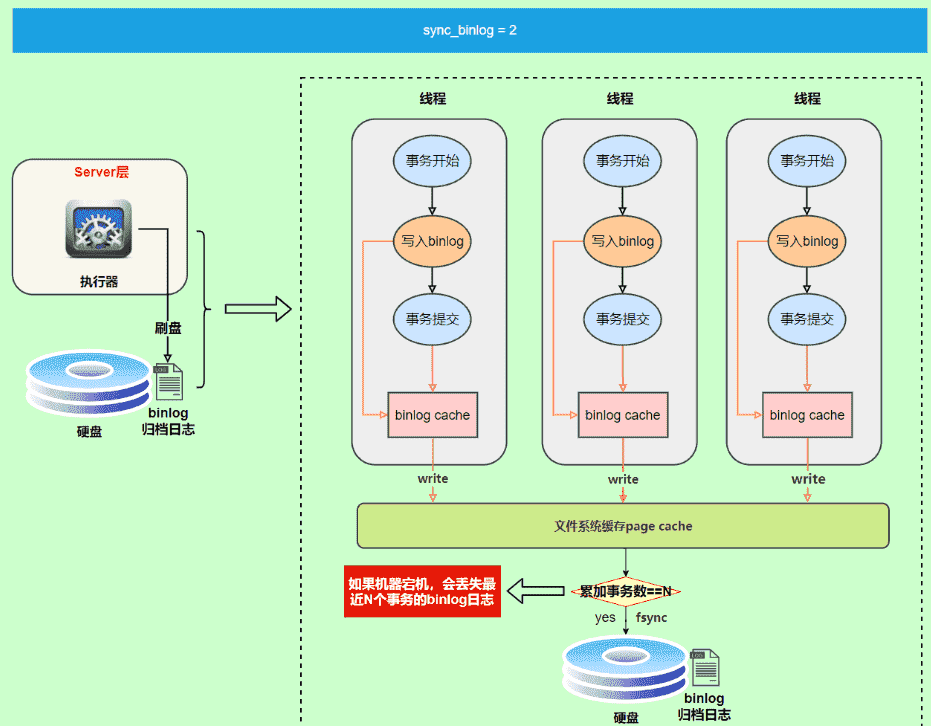 sync_binlog = 2
Server层
执行器
刷盘
LOG
硬盘
binlog
归档日志
线程
线程
线程
事务开始
事务开始
事务开始
写入binlog
写入binlog
写入binlog
事务提交
事务提交
事务提交
binlog cache
binlog cache
binlog cache
write
write
write
文件系统缓存page cache
如果机器宕机，会丢失最
近N个事务的binlog日志
累加事务数==N
yes
fsync
LOG
硬盘
binlog
归档日志